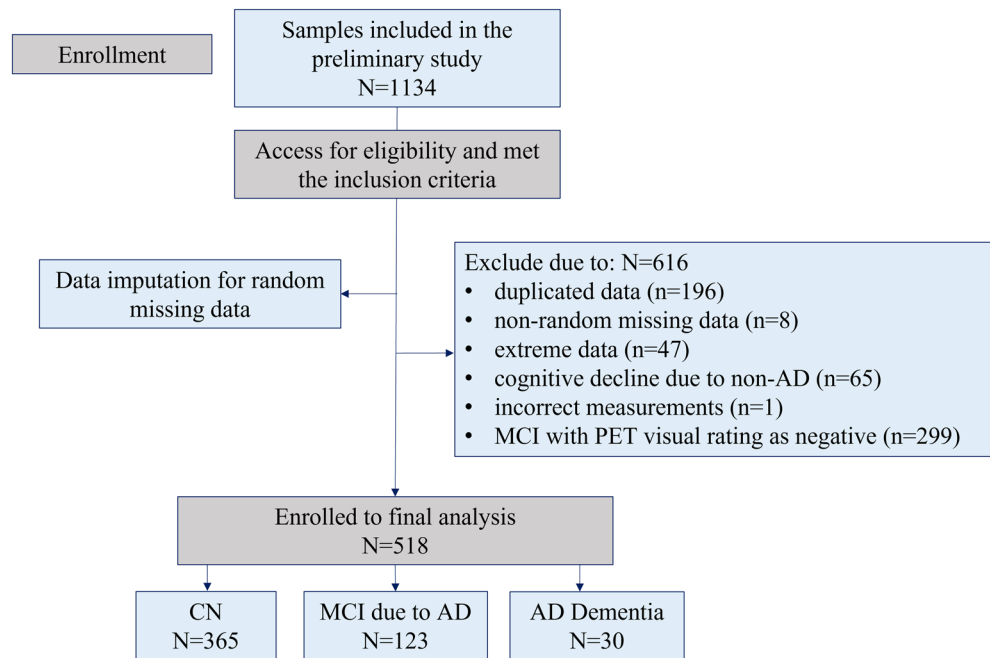 Enrollment
Samples included in the
preliminary study
N=1134
Access for eligibility and met
the inclusion criteria
Data imputation for random
missing data
Exclude due to: N=616
• duplicated data (n=196)
• non-random missing data (n=8)
• extreme data (n=47)
• cognitive decline due to non-AD (n=65)
• incorrect measurements (n=1)
• MCI with PET visual rating as negative (n=299)
Enrolled to final analysis
N=518
CN
N=365
MCI due to AD
N=123
AD Dementia
N=30